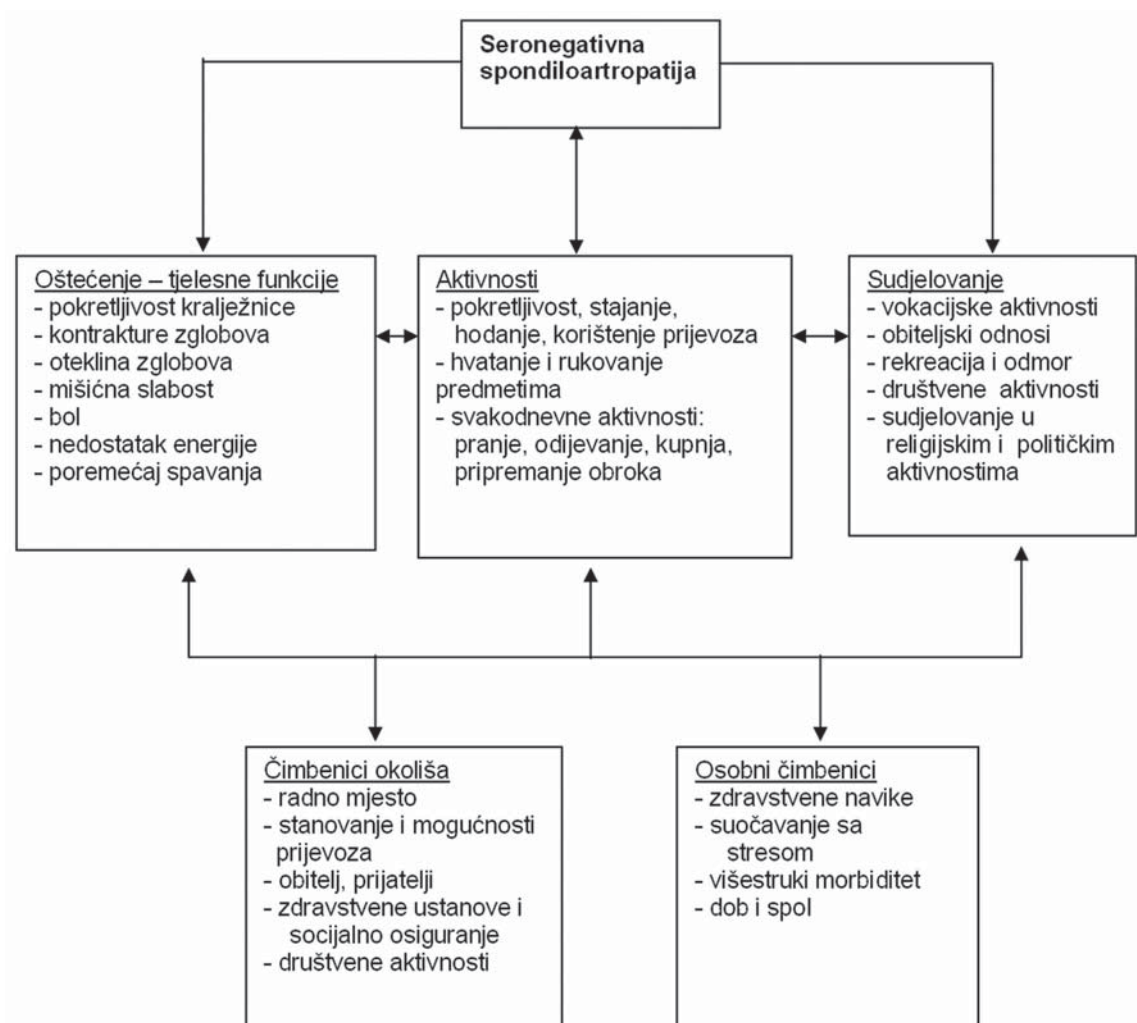 Seronegativna
spondiloartropatija
Oštećenje – tjelesne funkcije
- pokretljivost kralježnice
- kontrakture zglobova
- oteklina zglobova
- mišićna slabost
- bol
- nedostatak energije
- poremećaj spavanja
Aktivnosti
- pokretljivost, stajanje,
hodanje, korištenje prijevoza
- hvatanje i rukovanje
predmetima
- svakodnevne aktivnosti:
pranje, odijevanje, kupnja,
pripremanje obroka
Sudjelovanje
- vokacijske aktivnosti
- obiteljski odnosi
- rekreacija i odmor
- društvene aktivnosti
- sudjelovanje u
religijskim i političkim
aktivnostima
Čimbenici okoliša
- radno mjesto
- stanovanje i mogućnosti
prijevoza
- obitelj, prijatelji
- zdravstvene ustanove i
socijalno osiguranje
- društvene aktivnosti
Osobni čimbenici
- zdravstvene navike
- suočavanje sa
stresom
- višestruki morbiditet
- dob i spol